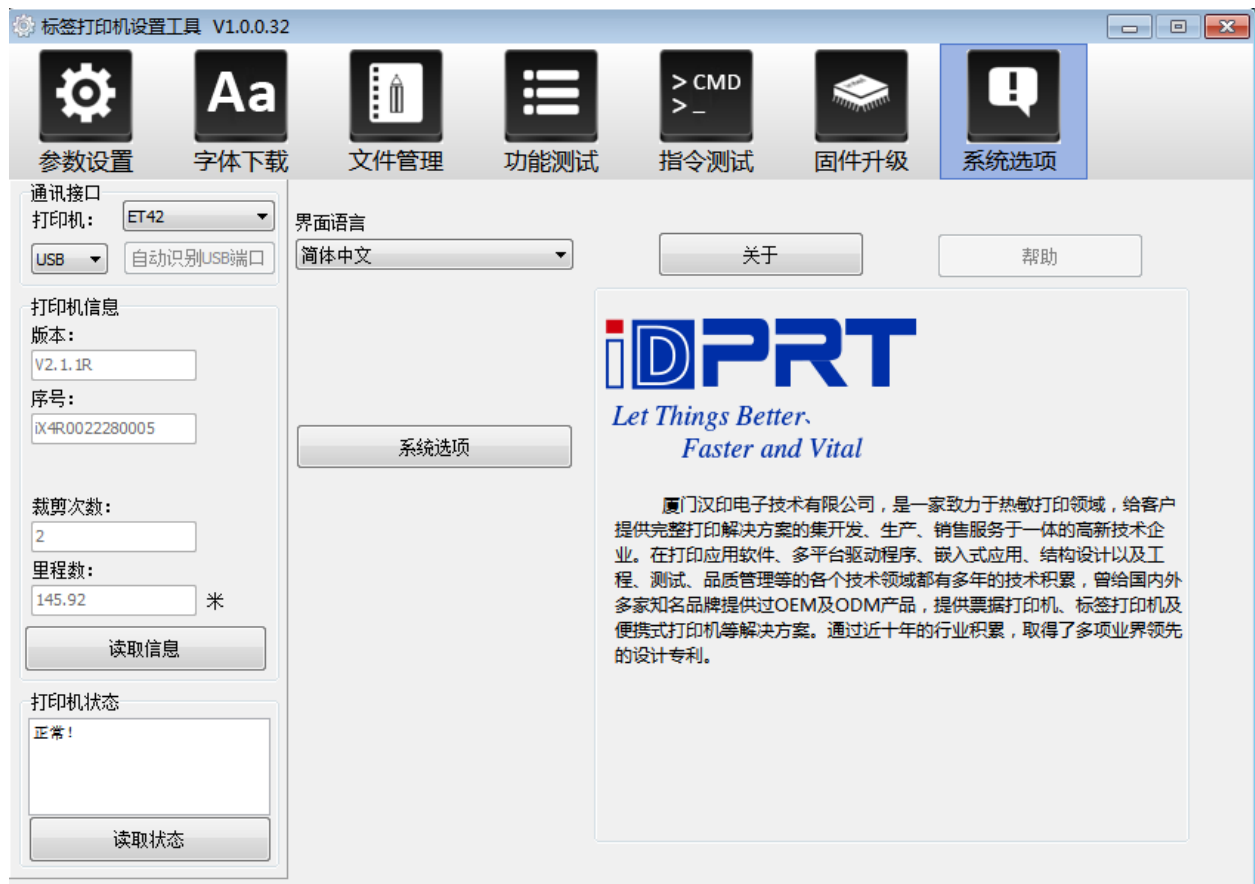 标签打印机设置工具 V1.0.0.32
Aa
> CMD
>_
参数设置
字体下载
文件管理
功能测试
指令测试
固件升级
系统选项
通讯接口
打印机：
ET42
USB
自动识别USB端口
打印机信息
版本：
V2.1.1R
序号：
iX4R0022280005
裁剪次数：
2
里程数：
145.92
米
读取信息
打印机状态
正常！
读取状态
界面语言
简体中文
系统选项
关于
帮助
iDPRT
Let Things Better、
Faster and Vital
厦门汉印电子技术有限公司，是一家致力于热敏打印领域，给客户
提供完整打印解决方案的集开发、生产、销售服务于一体的高新技术企
业。在打印应用软件、多平台驱动程序、嵌入式应用、结构设计以及工
程、测试、品质管理等的各个技术领域都有多年的技术积累，曾给国内外
多家知名品牌提供过OEM及ODM产品，提供票据打印机、标签打印机及
便携式打印机等解决方案。通过近十年的行业积累，取得了多项业界领先
的设计专利。